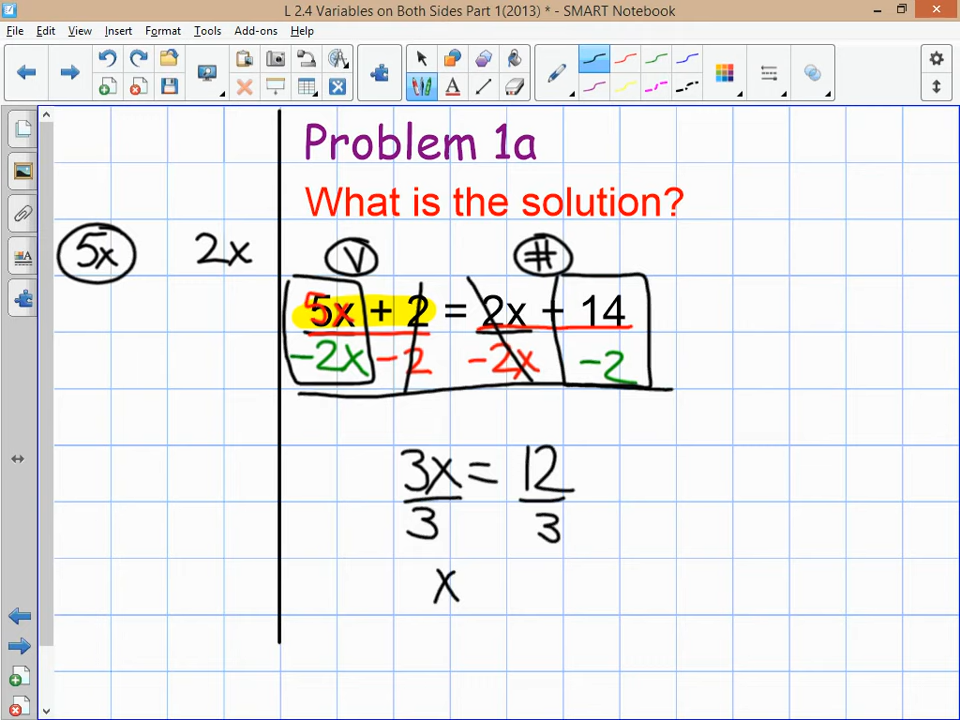 L 2.4 Variables on Both Sides Part 1(2013) * - SMART Notebook
File Edit View Insert Format Tools Add-ons Help
Problem 1a
What is the solution?
5x 2x V #
5x + 2 = 2x + 14
5x
-2x -2 -2x -2
3x = 12
3 3
x